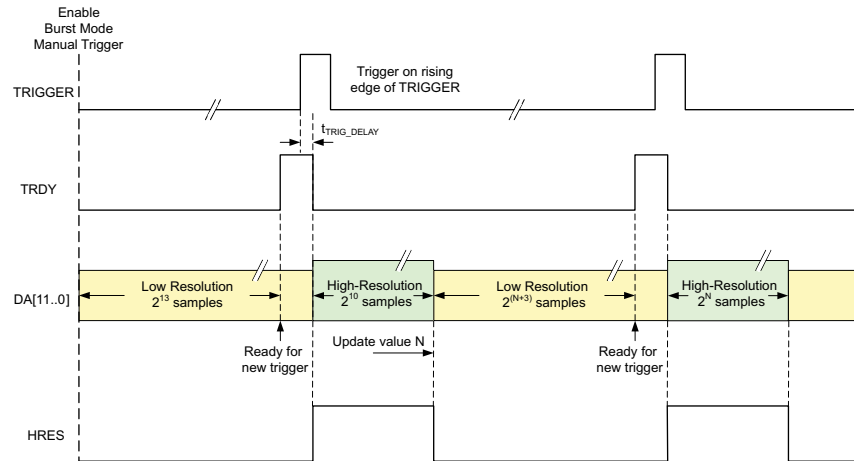 Enable
Burst Mode
Manual Trigger
TRIGGER
Trigger on rising
edge of TRIGGER
tTRIG_DELAY
TRDY
DA[11..0]
Low Resolution
2^13 samples
High-Resolution
2^10 samples
Low Resolution
2^(N+3) samples
High-Resolution
2^N samples
Ready for
new trigger
Update value N
Ready for
new trigger
HRES